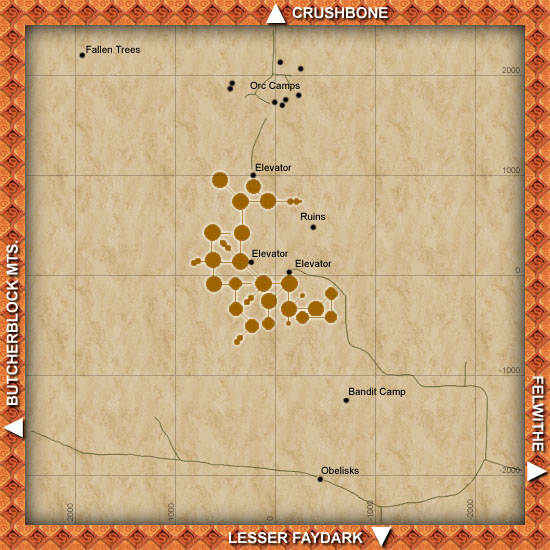 CRUSHBONE
Fallen Trees
2000
Orc Camps
Elevator
1000
Ruins
BUTCHERBLOCK MTS.
Elevator
Elevator
0
-1000
FELWITHE
Bandit Camp
Obelisks
-2000
2000
1000
0
-1000
-2000
LESSER FAYDARK